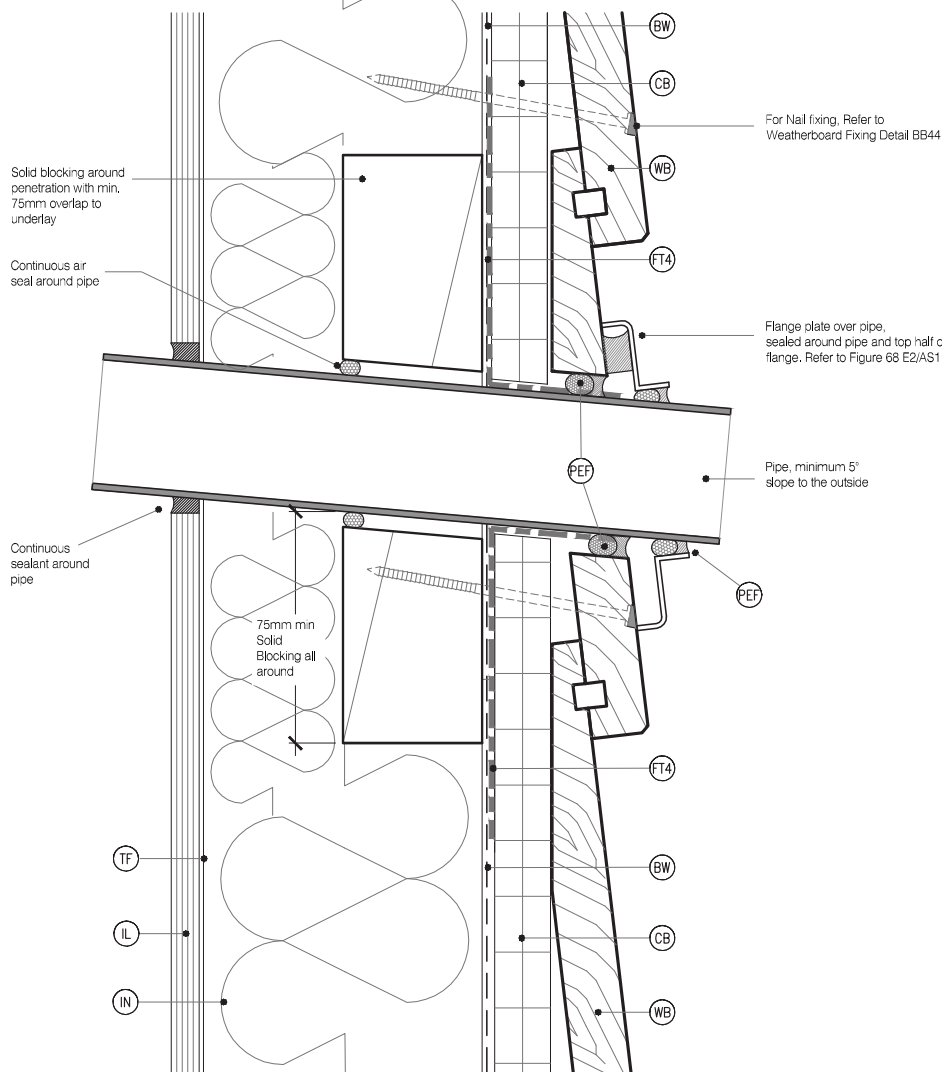 BW
CB
For Nail fixing, Refer to
Weatherboard Fixing Detail BB44
WB
Solid blocking around
penetration with min.
75mm overlap to
underlay
FT4
Continuous air
seal around pipe
Flange plate over pipe,
sealed around pipe and top half o
flange. Refer to Figure 68 E2/AS1
PEF
Pipe, minimum 5°
slope to the outside
Continuous
sealant around
pipe
PEF
75mm min
Solid
Blocking all
around
FT4
TF
BW
IL
CB
IN
WB